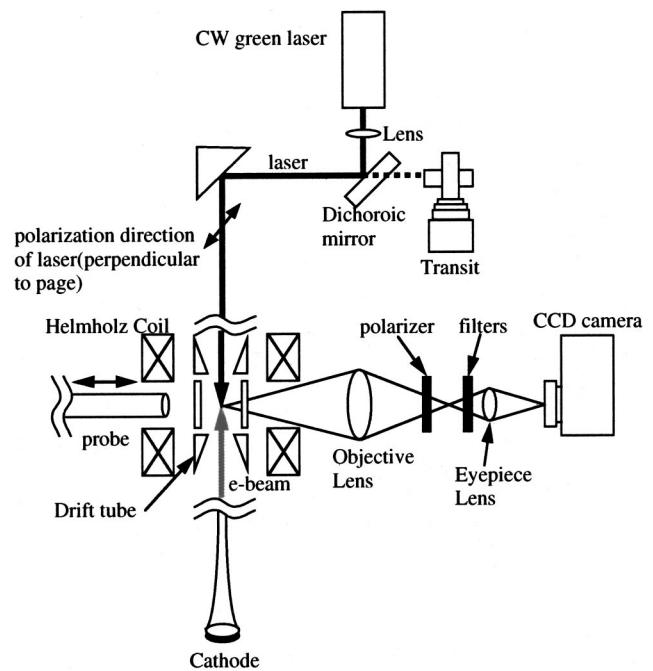 CW green laser
Lens
laser
Dichoroic
mirror
Transit
polarization direction
of laser(perpendicular
to page)
Helmholz Coil
polarizer
filters
CCD camera
probe
Objective
Lens
Eyepiece
Lens
e-beam
Drift tube
Cathode